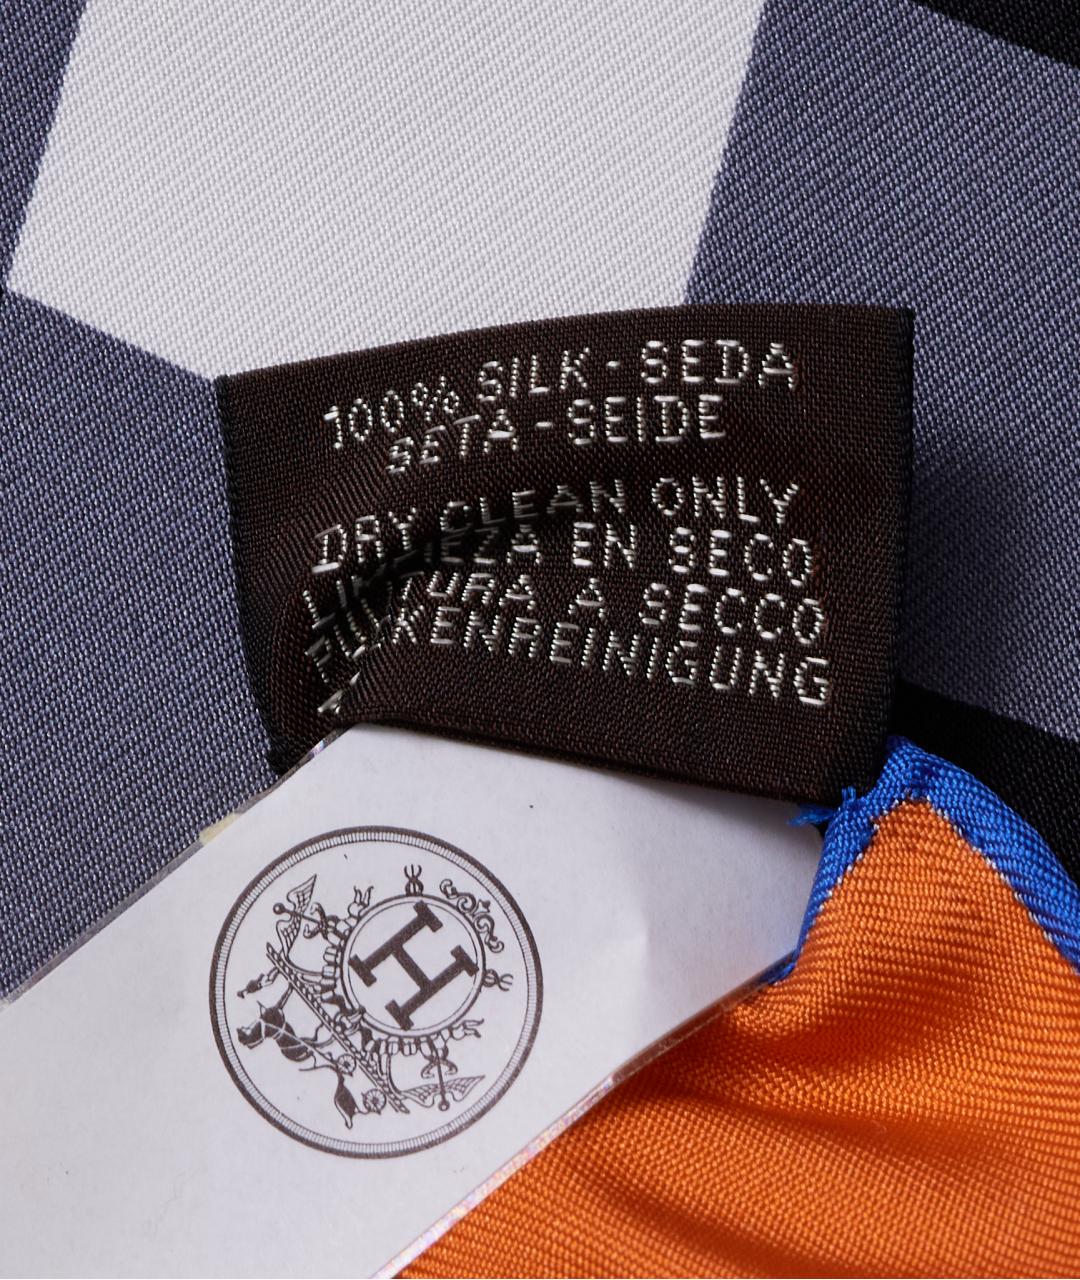 100% SILK - SEDA
SETA - SEIDE
DRY CLEAN ONLY
EN SECO
A SECCO
H